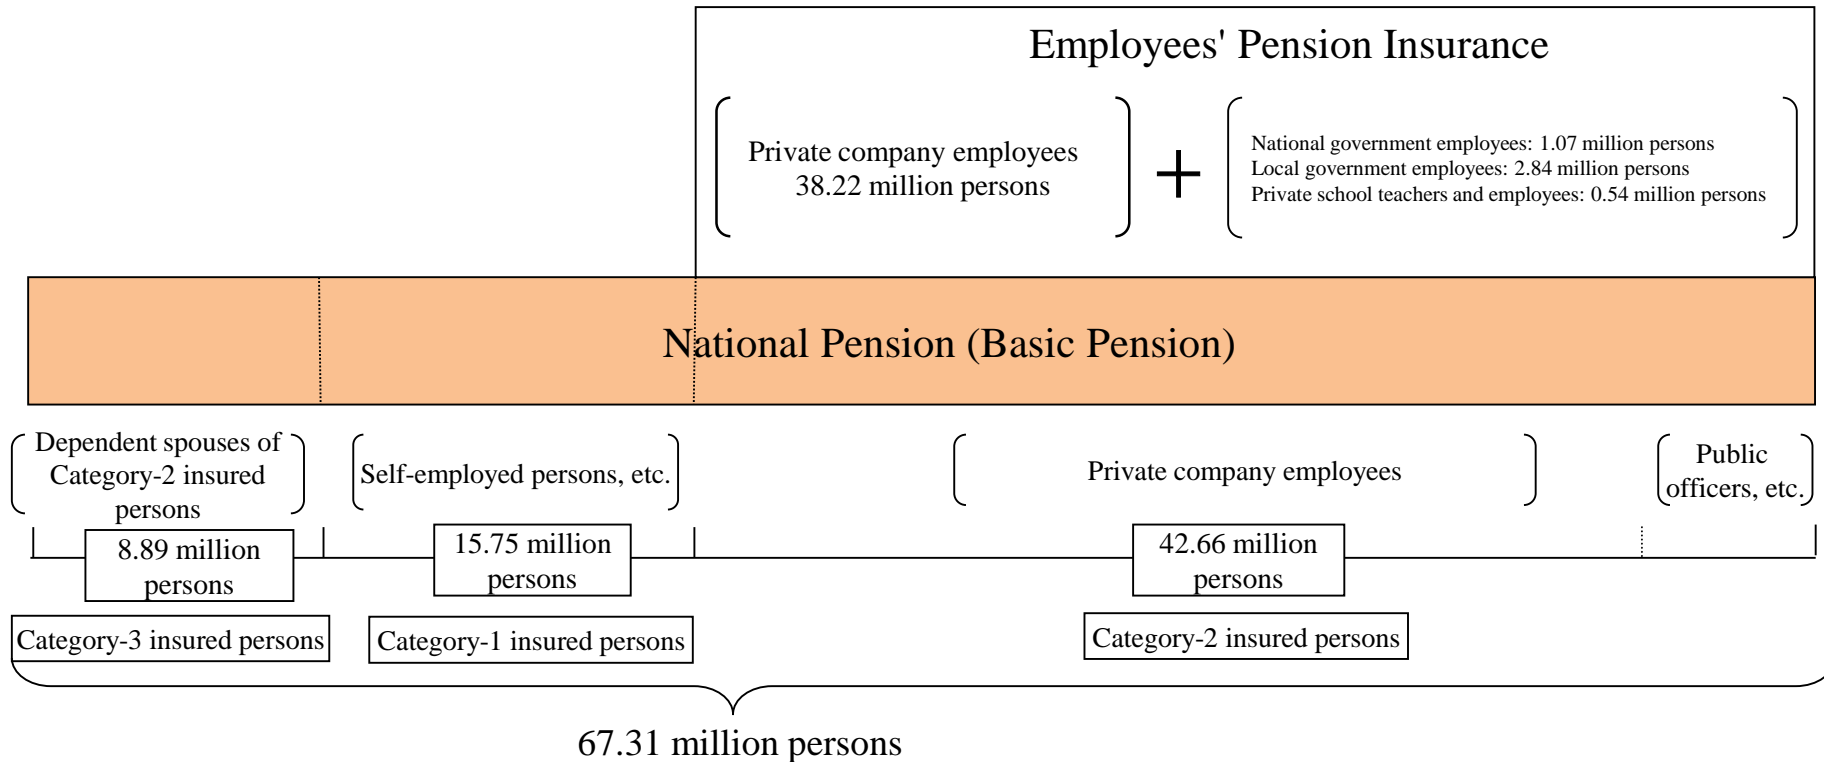 Employees' Pension Insurance
Private company employees
38.22 million persons
+
National government employees: 1.07 million persons
Local government employees: 2.84 million persons
Private school teachers and employees: 0.54 million persons
National Pension (Basic Pension)
Dependent spouses of
Category-2 insured
persons
Self-employed persons, etc.
Private company employees
Public
officers, etc.
8.89 million
persons
15.75 million
persons
42.66 million
persons
Category-3 insured persons
Category-1 insured persons
Category-2 insured persons
67.31 million persons